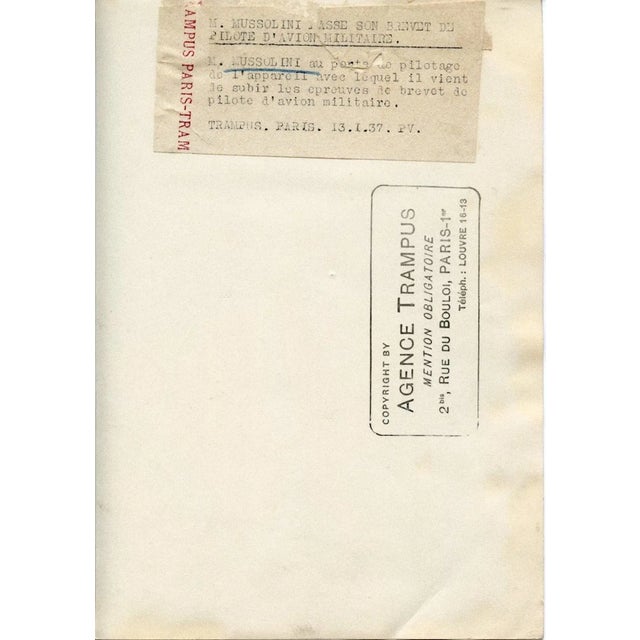 M. MUSSOLINI PASSE SON BREVET DE
PILOTE D'AVION MILITAIRE.
M. MUSSOLINI au poste de pilotage
de l'appareil avec lequel il vient
de subir les epreuves de brevet de
pilote d'avion militaire.
TRAMPUS. PARIS. 13.I.37. PV.
RAMPUS PARIS-TRAM
COPYRIGHT BY
AGENCE TRAMPUS
MENTION OBLIGATOIRE
2 bis, RUE DU BOULOI, PARIS-1er
Téléph. : LOUVRE 16-13